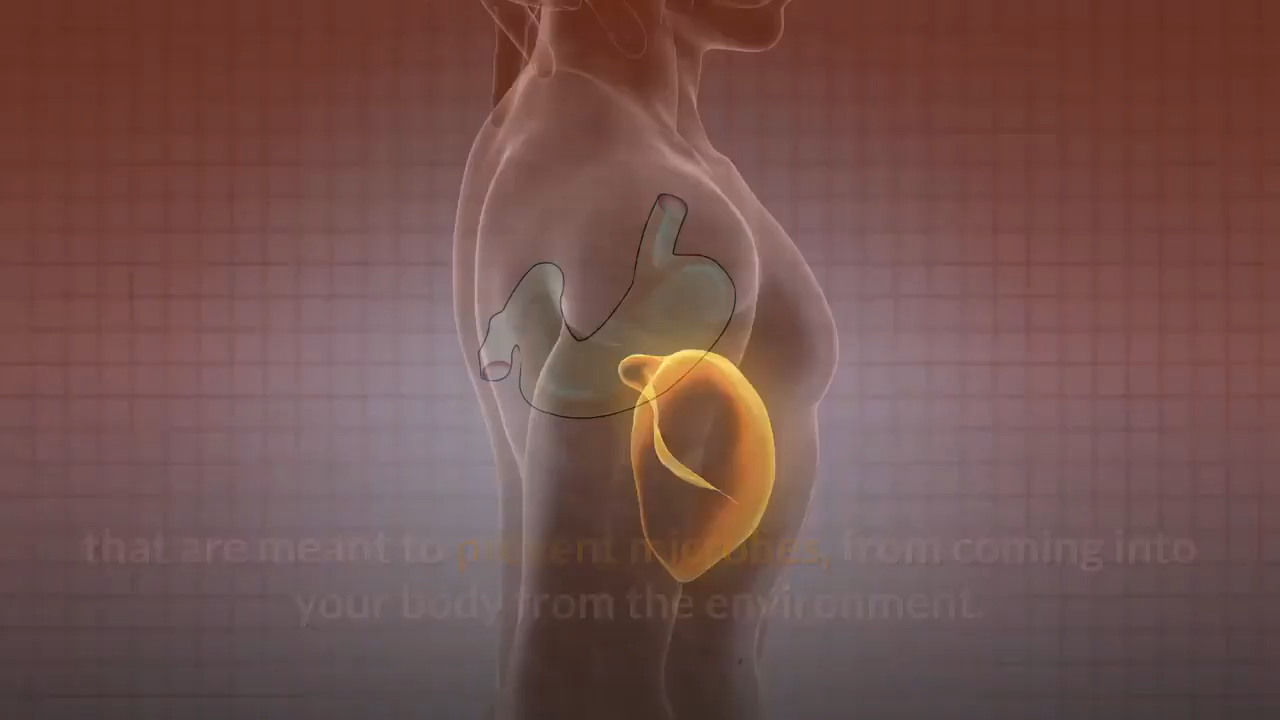 that are meant to prevent microbes, from coming into
your body from the environment.